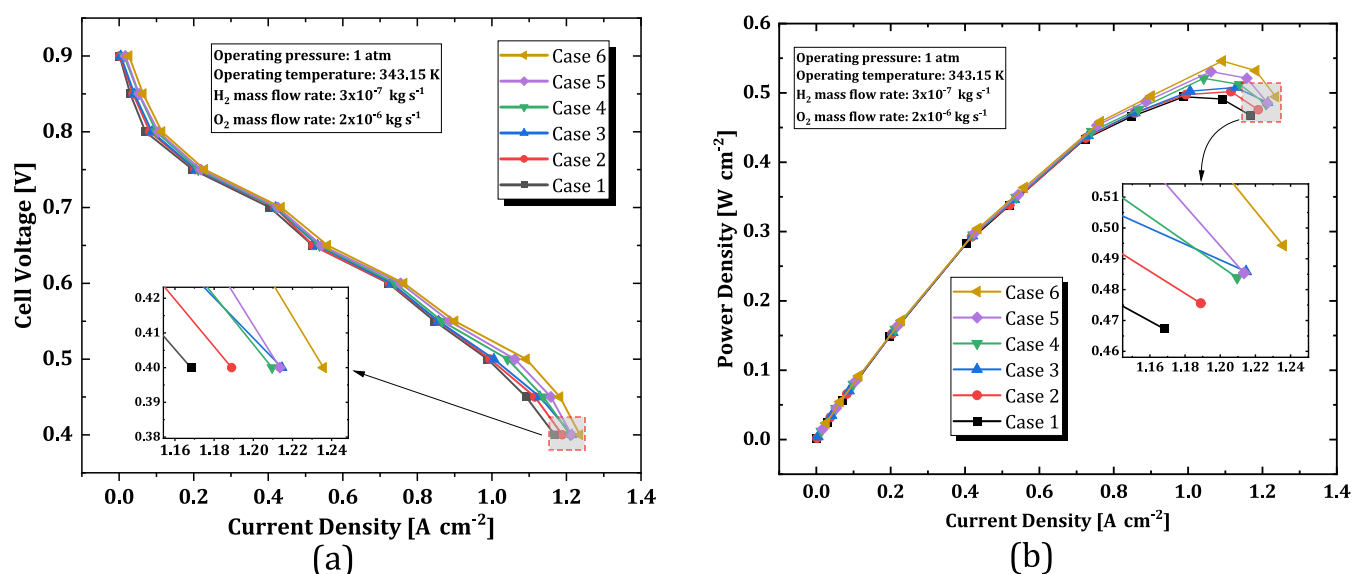 (a)
Cell Voltage [V]
0.9
0.8
0.7
0.6
0.5
0.4
Operating pressure: 1 atm
Operating temperature: 343.15 K
H₂ mass flow rate: 3x10⁻⁷ kg s⁻¹
O₂ mass flow rate: 2x10⁻⁶ kg s⁻¹
Case 6
Case 5
Case 4
Case 3
Case 2
Case 1
0.42
0.41
0.40
0.39
0.38
1.16 1.18 1.20 1.22 1.24
0.0 0.2 0.4 0.6 0.8 1.0 1.2 1.4
Current Density [A cm⁻²]
(a)
(b)
Power Density [W cm⁻²]
0.6
0.5
0.4
0.3
0.2
0.1
0.0
Operating pressure: 1 atm
Operating temperature: 343.15 K
H₂ mass flow rate: 3x10⁻⁷ kg s⁻¹
O₂ mass flow rate: 2x10⁻⁶ kg s⁻¹
Case 6
Case 5
Case 4
Case 3
Case 2
Case 1
0.51
0.50
0.49
0.48
0.47
0.46
1.16 1.18 1.20 1.22 1.24
0.0 0.2 0.4 0.6 0.8 1.0 1.2 1.4
Current Density [A cm⁻²]
(b)